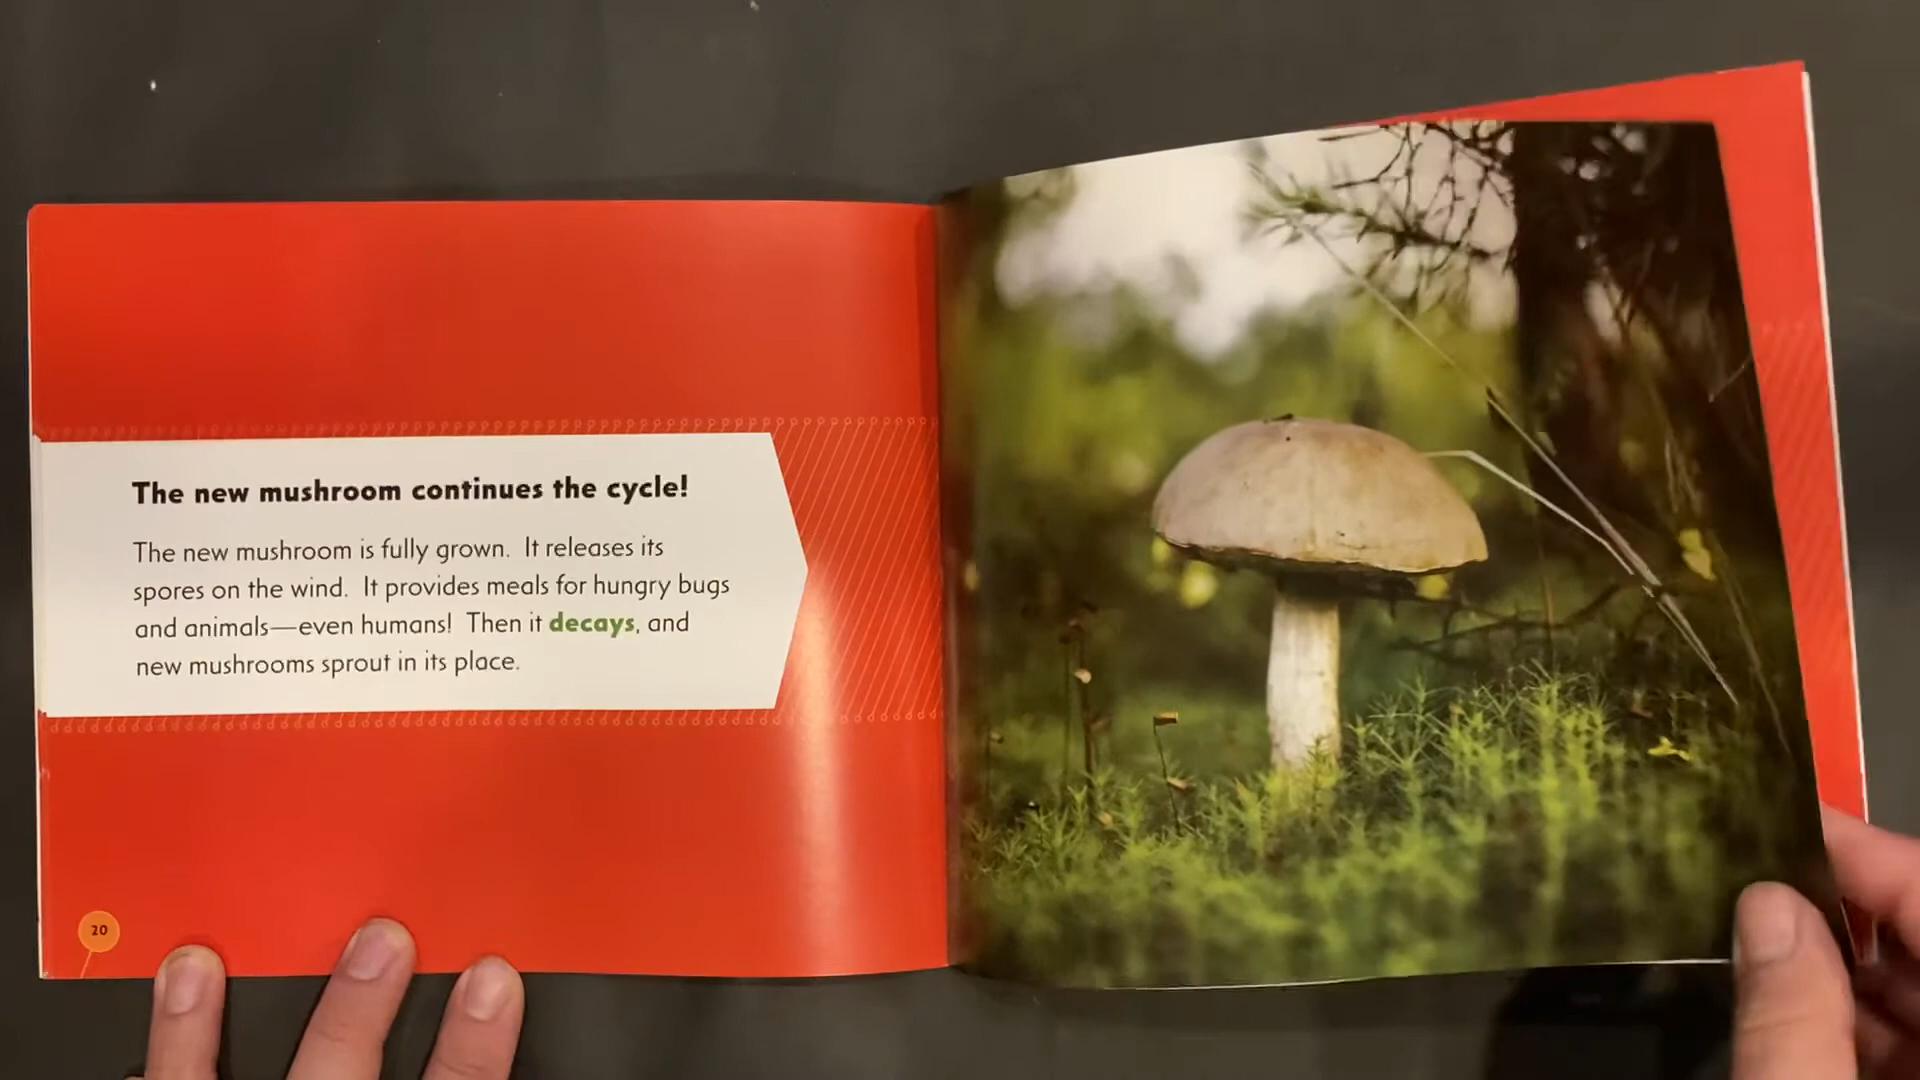 The new mushroom continues the cycle!
The new mushroom is fully grown. It releases its
spores on the wind. It provides meals for hungry bugs
and animals—even humans! Then it decays, and
new mushrooms sprout in its place.
20